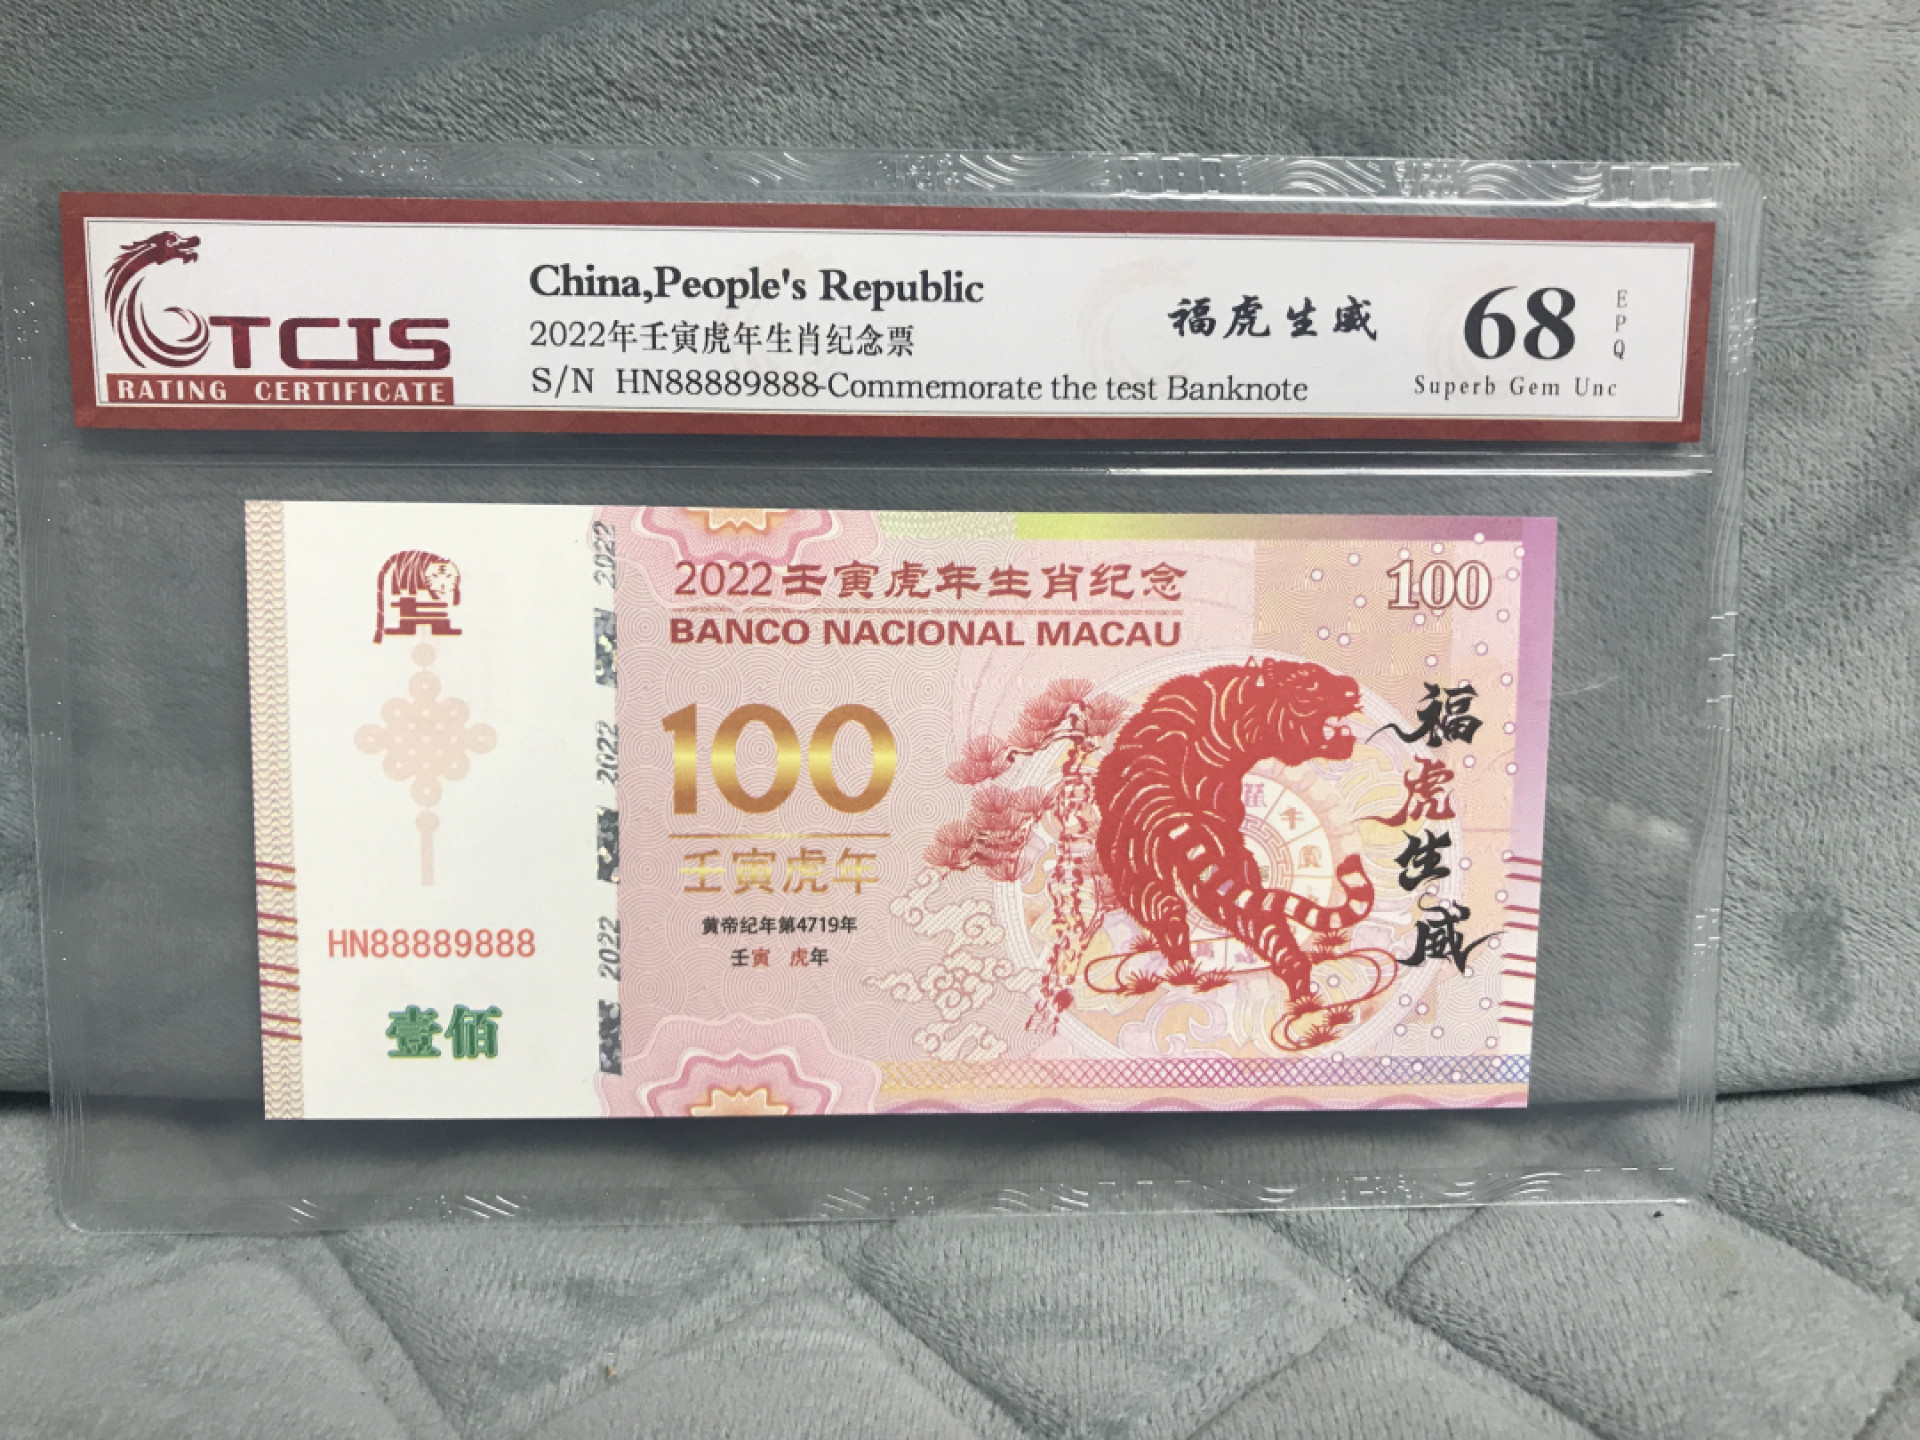 TCIS
RATING CERTIFICATE
China,People's Republic
2022年壬寅虎年生肖纪念票
S/N HN88889888-Commemorate the test Banknote
福虎生威
68
EPQ
Superb Gem Unc
2022
2022
2022
虎
HN88889888
壹佰
2022壬寅虎年生肖纪念
BANCO NACIONAL MACAU
100
100
壬寅虎年
黄帝纪年第4719年
壬寅 虎年
福虎生威
牛